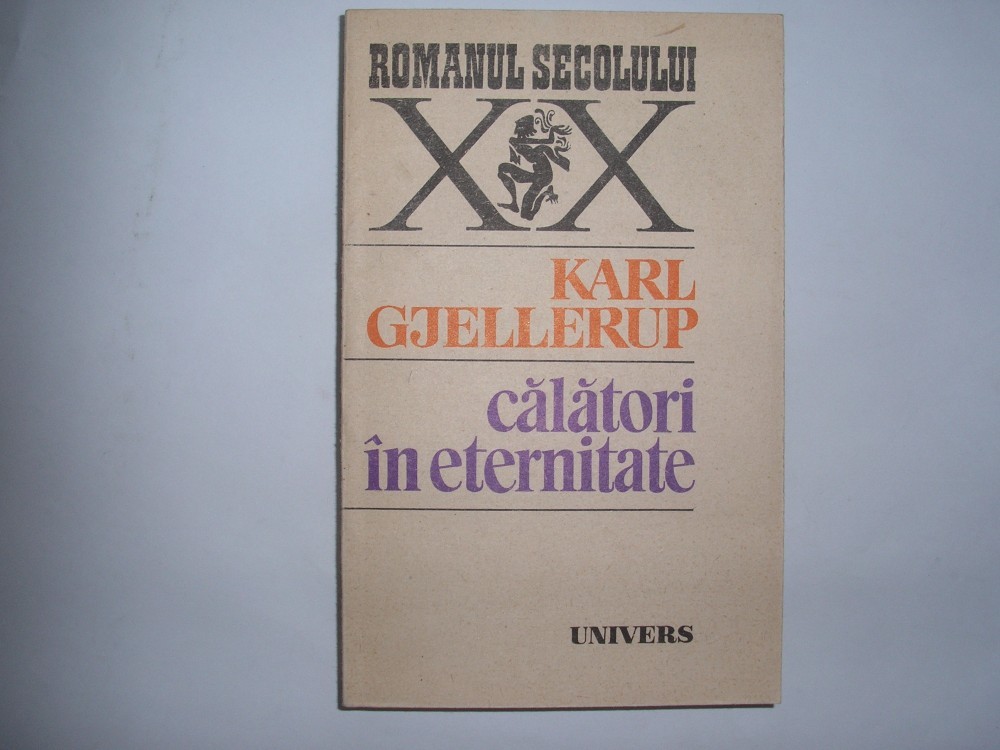 ROMANUL SECOLULUI
XX
KARL
GJELLERUP
călători
în eternitate
UNIVERS